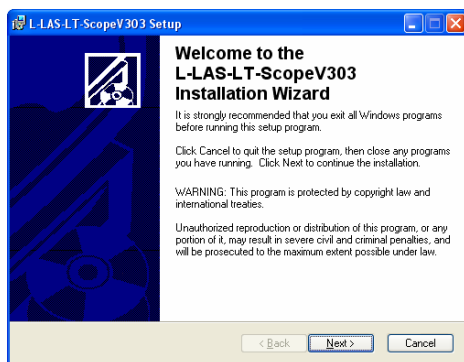 L-LAS-LT-ScopeV303 Setup
Welcome to the
L-LAS-LT-ScopeV303
Installation Wizard
It is strongly recommended that you exit all Windows programs
before running this setup program.
Click Cancel to quit the setup program, then close any programs
you have running. Click Next to continue the installation.
WARNING: This program is protected by copyright law and
international treaties.
Unauthorized reproduction or distribution of this program, or any
portion of it, may result in severe civil and criminal penalties, and
will be prosecuted to the maximum extent possible under law.
< Back Next > Cancel